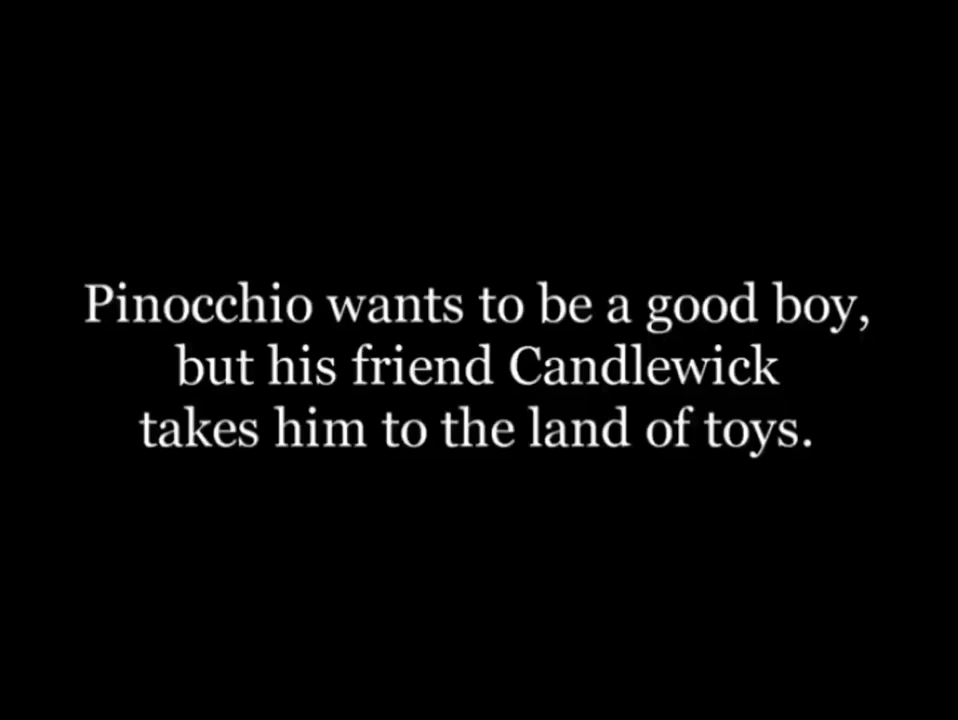 Pinocchio wants to be a good boy,
but his friend Candlewick
takes him to the land of toys.